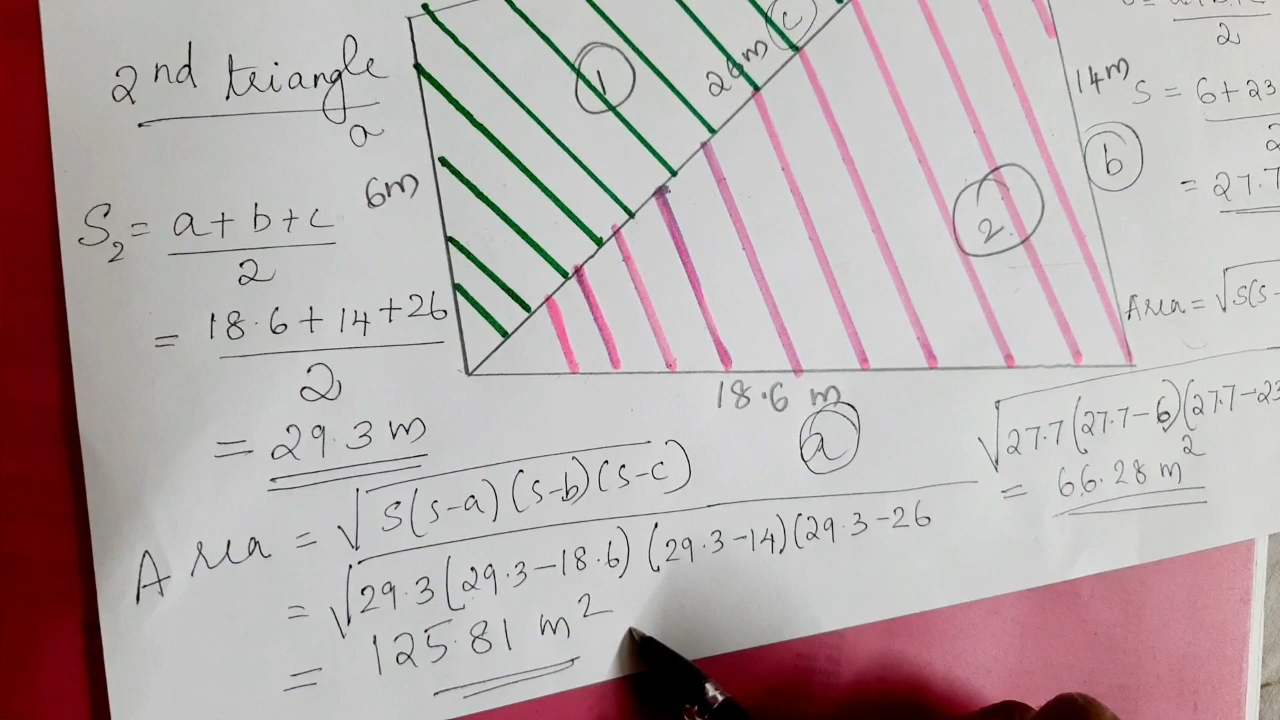 2nd triangle
S₂ = a + b + c
2
= 18.6 + 14 + 26
2
= 29.3 m
Area = √s(s-a)(s-b)(s-c)
= √29.3(29.3-18.6)(29.3-14)(29.3-26
= 125.81 m²
a
6m
1
26m
c
2.
14m
b
18.6 m
a
2
S = 6+23
2
= 27.7
Area = √s(s-
√27.7(27.7-6)(27.7-23
= 66.28 m²